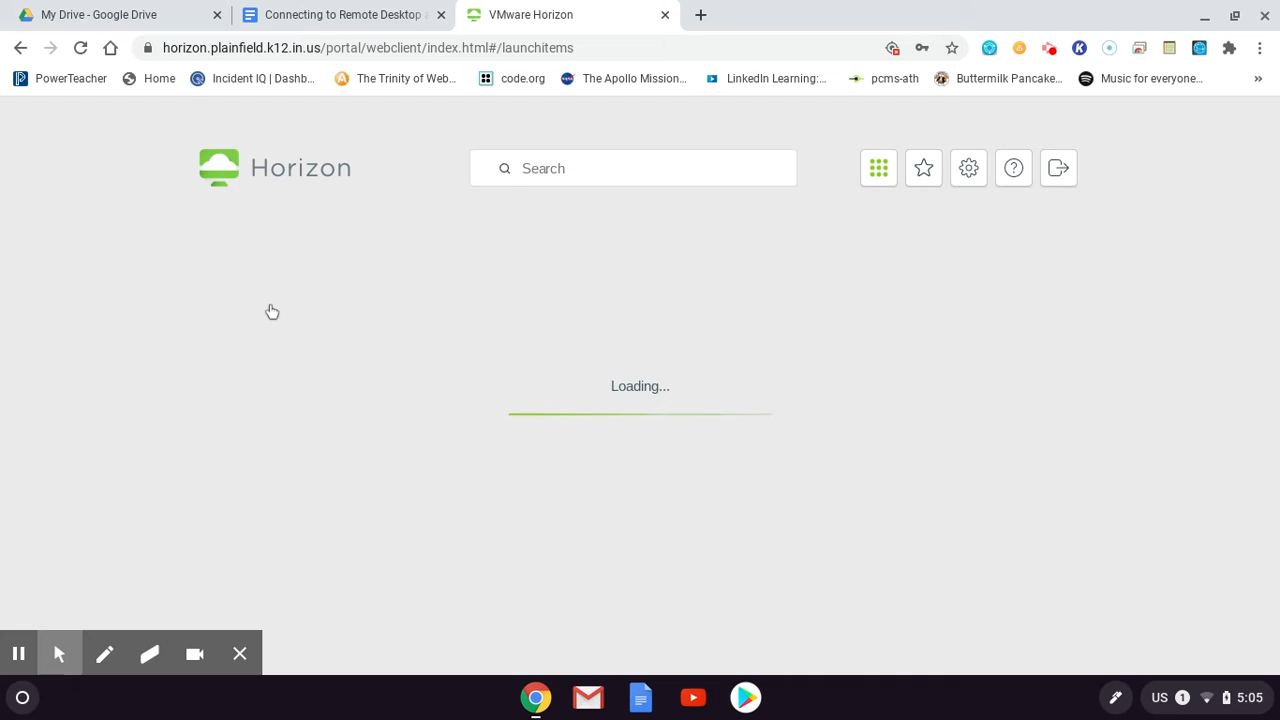 My Drive - Google Drive
Connecting to Remote Desktop a
VMware Horizon
horizon.plainfield.k12.in.us/portal/webclient/index.html#/launchitems
PowerTeacher
Home
Incident IQ | Dashb...
The Trinity of Web...
code.org
The Apollo Mission...
LinkedIn Learning:...
pcms-ath
Buttermilk Pancake...
Music for everyone...
Horizon
Search
Loading...
US 1 5:05